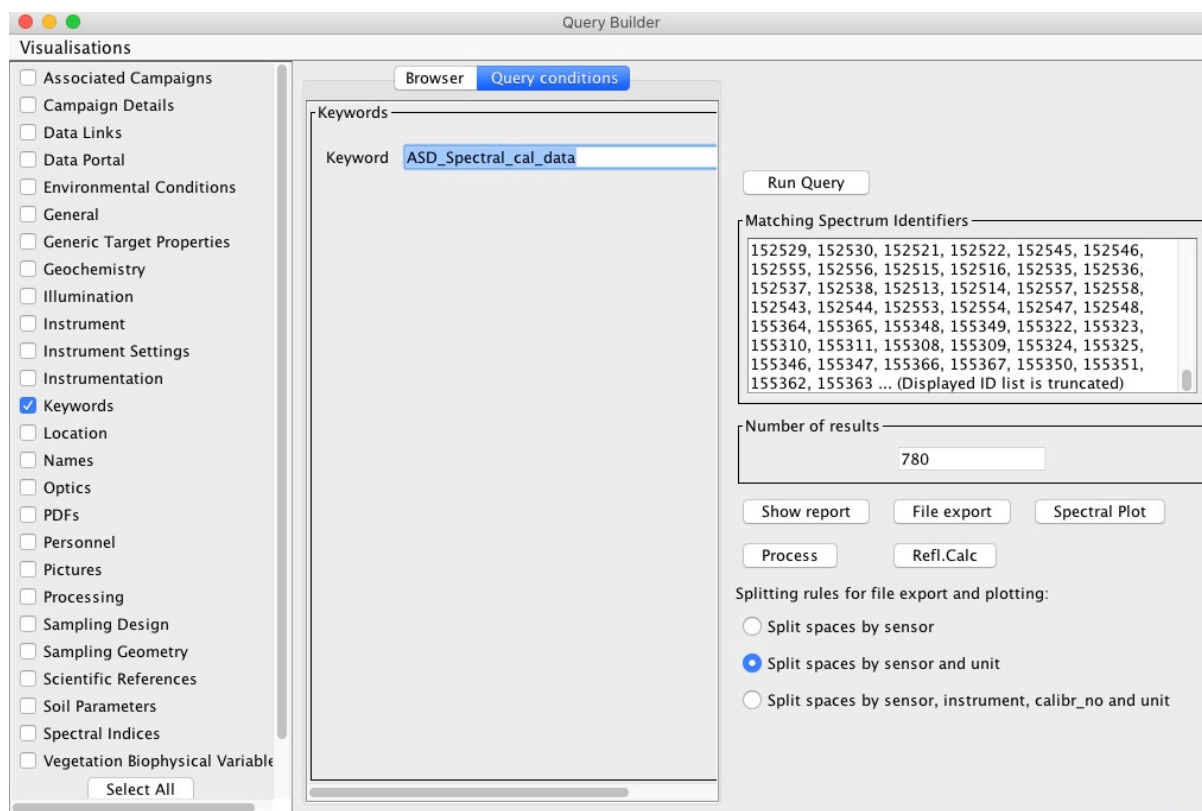 Query Builder
Visualisations
Associated Campaigns
Campaign Details
Data Links
Data Portal
Environmental Conditions
General
Generic Target Properties
Geochemistry
Illumination
Instrument
Instrument Settings
Instrumentation
Keywords
Location
Names
Optics
PDFs
Personnel
Pictures
Processing
Sampling Design
Sampling Geometry
Scientific References
Soil Parameters
Spectral Indices
Vegetation Biophysical Variable
Select All
Browser
Query conditions
Keywords
Keyword ASD_Spectral_cal_data
Run Query
Matching Spectrum Identifiers
152529, 152530, 152521, 152522, 152545, 152546,
152555, 152556, 152515, 152516, 152535, 152536,
152537, 152538, 152513, 152514, 152557, 152558,
152543, 152544, 152553, 152554, 152547, 152548,
155364, 155365, 155348, 155349, 155322, 155323,
155310, 155311, 155308, 155309, 155324, 155325,
155346, 155347, 155366, 155367, 155350, 155351,
155362, 155363 ... (Displayed ID list is truncated)
Number of results
780
Show report File export Spectral Plot
Process Refl.Calc
Splitting rules for file export and plotting:
Split spaces by sensor
Split spaces by sensor and unit
Split spaces by sensor, instrument, calibr_no and unit